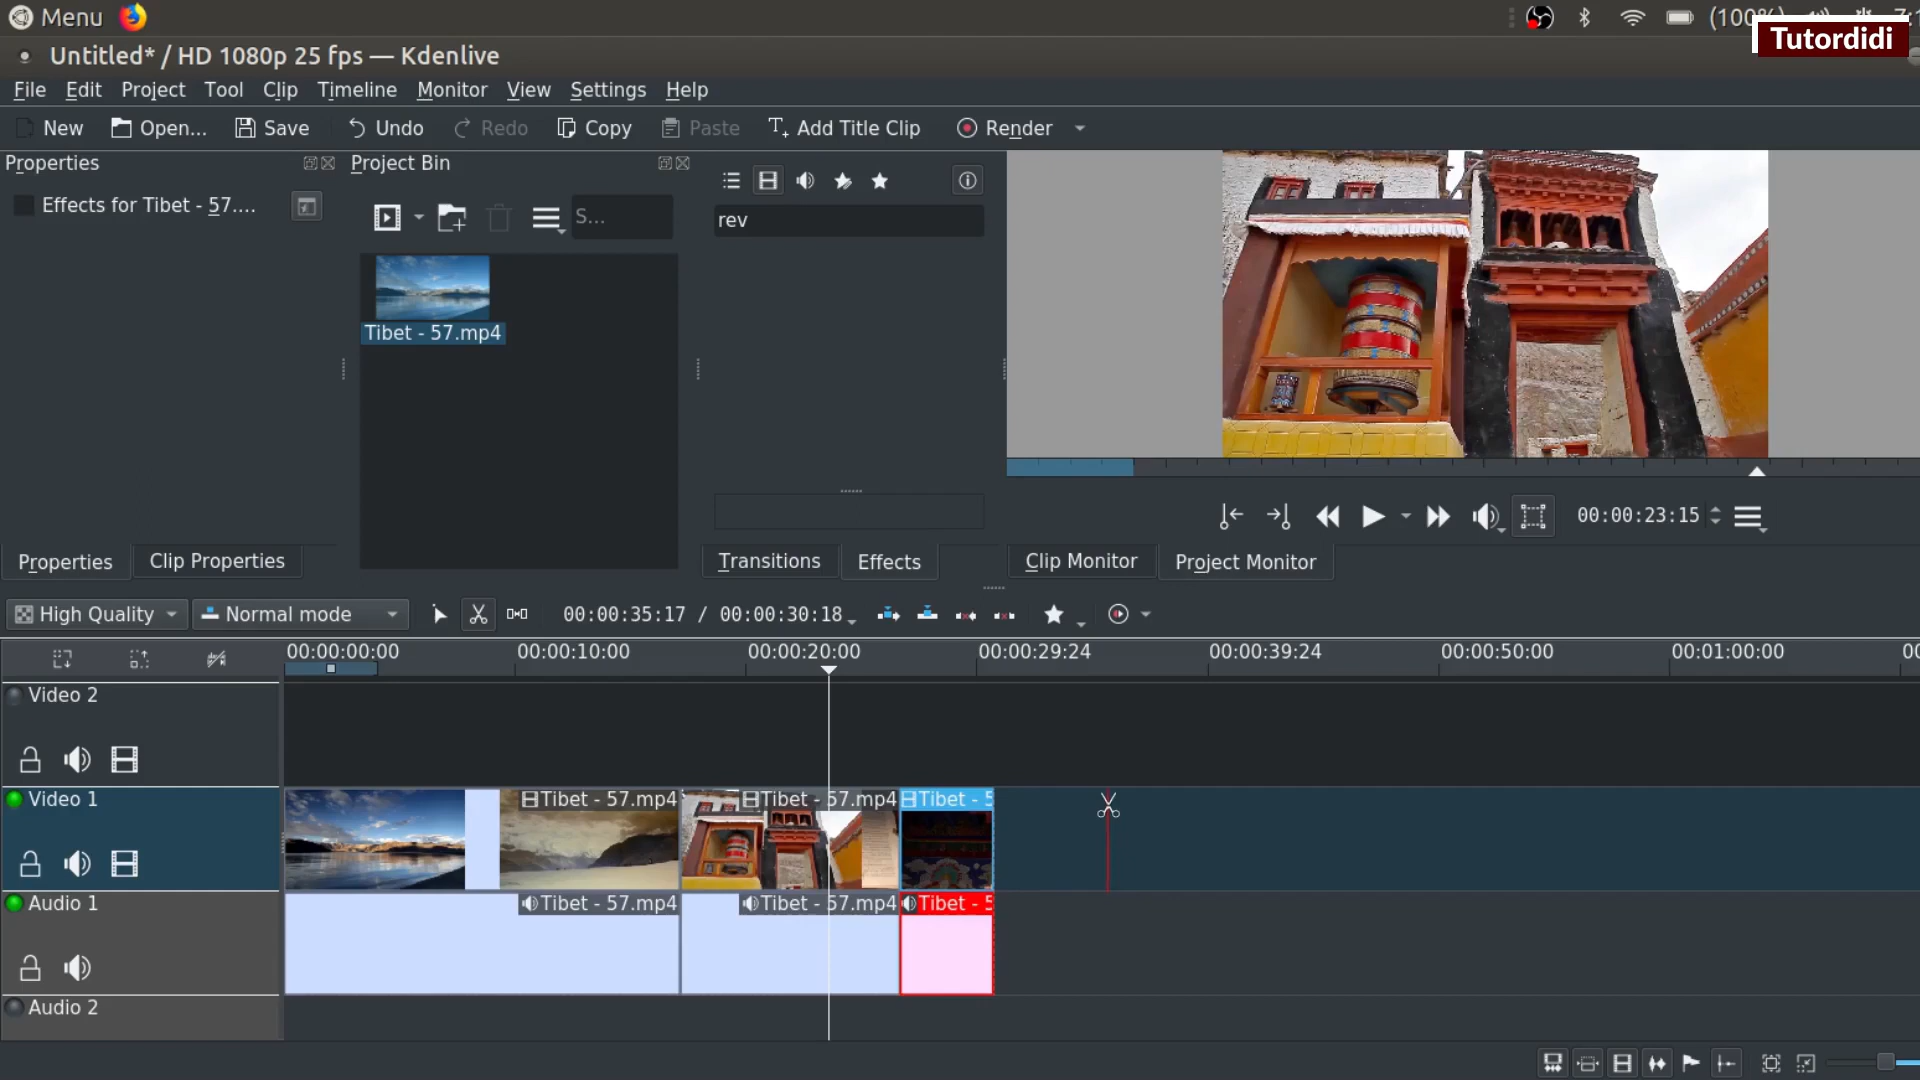 Menu
(100%)
Tutordidi
Untitled* / HD 1080p 25 fps — Kdenlive
File Edit Project Tool Clip Timeline Monitor View Settings Help
New Open... Save Undo Redo Copy Paste Add Title Clip Render
Properties
Project Bin
Effects for Tibet - 57....
S...
rev
Tibet - 57.mp4
00:00:23:15
Properties Clip Properties
Transitions Effects
Clip Monitor Project Monitor
High Quality Normal mode 00:00:35:17 / 00:00:30:18
00:00:00:00 00:00:10:00 00:00:20:00 00:00:29:24 00:00:39:24 00:00:50:00 00:01:00:00 00
Video 2
Video 1
Tibet - 57.mp4 Tibet - 57.mp4 Tibet - 5
Audio 1
Tibet - 57.mp4 Tibet - 57.mp4 Tibet - 5
Audio 2